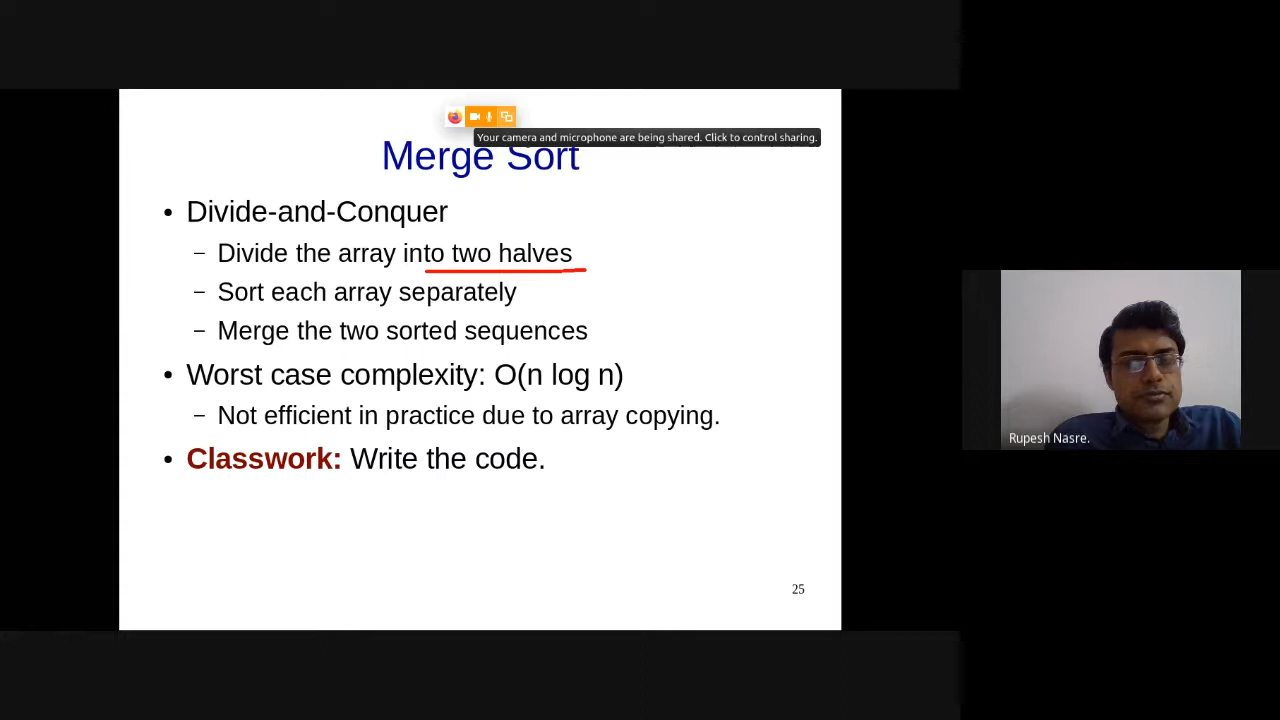 Your camera and microphone are being shared. Click to control sharing.
Merge Sort
• Divide-and-Conquer
– Divide the array into two halves
– Sort each array separately
– Merge the two sorted sequences
• Worst case complexity: O(n log n)
– Not efficient in practice due to array copying.
• Classwork: Write the code.
25
Rupesh Nasre.